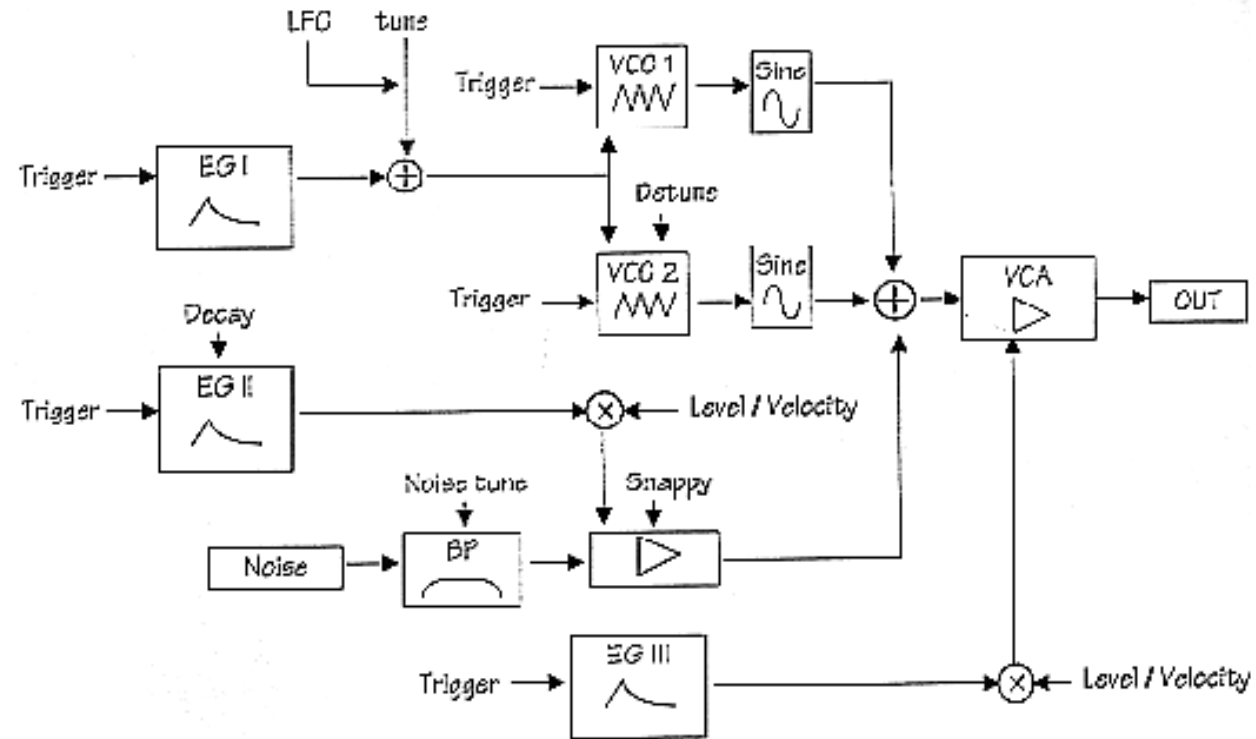 LFO tune
Trigger VCO 1 Sine
Trigger EG I +
Detune
Trigger VCO 2 Sine + VCA OUT
Decay
Trigger EG II × Level / Velocity
Noise tune Snappy
Noise BP
Trigger EG III × Level / Velocity